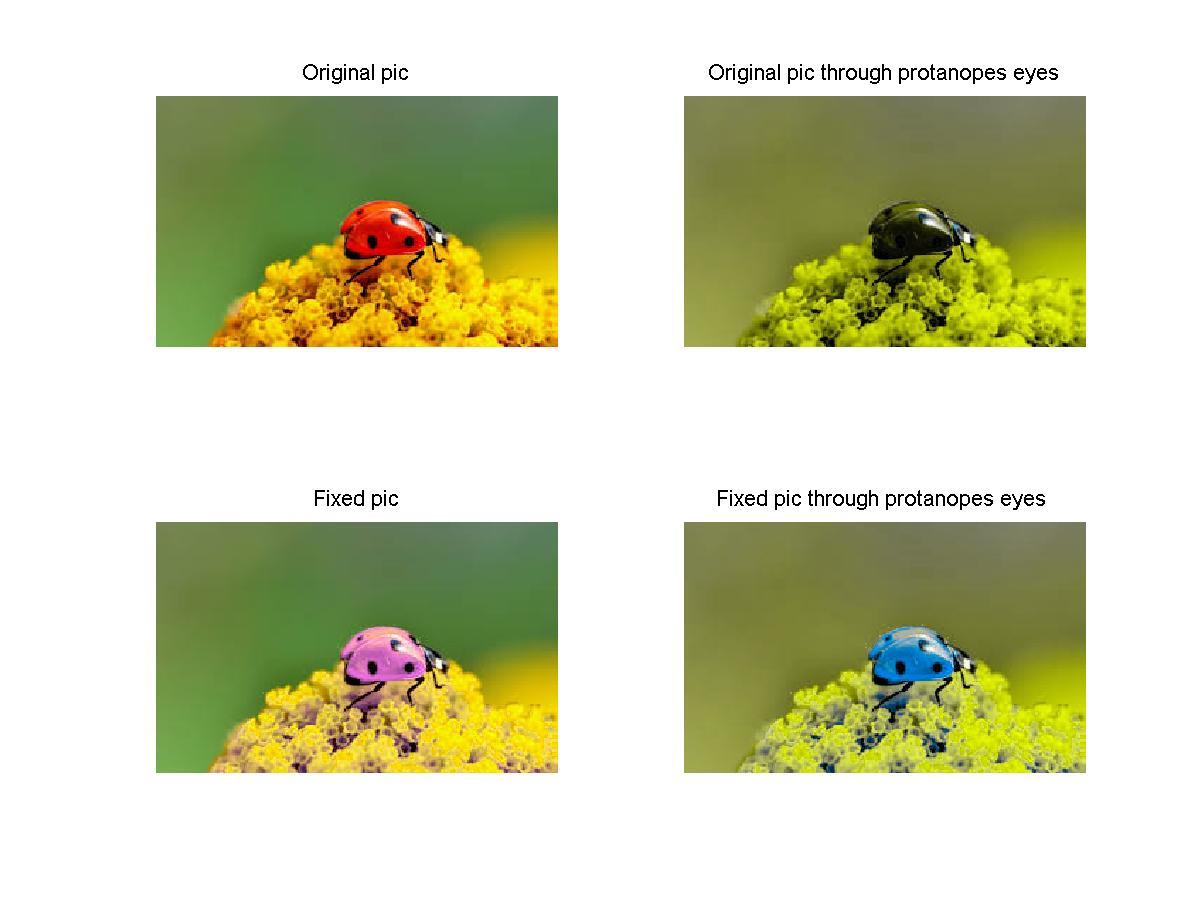 Original pic
Original pic through protanopes eyes
Fixed pic
Fixed pic through protanopes eyes